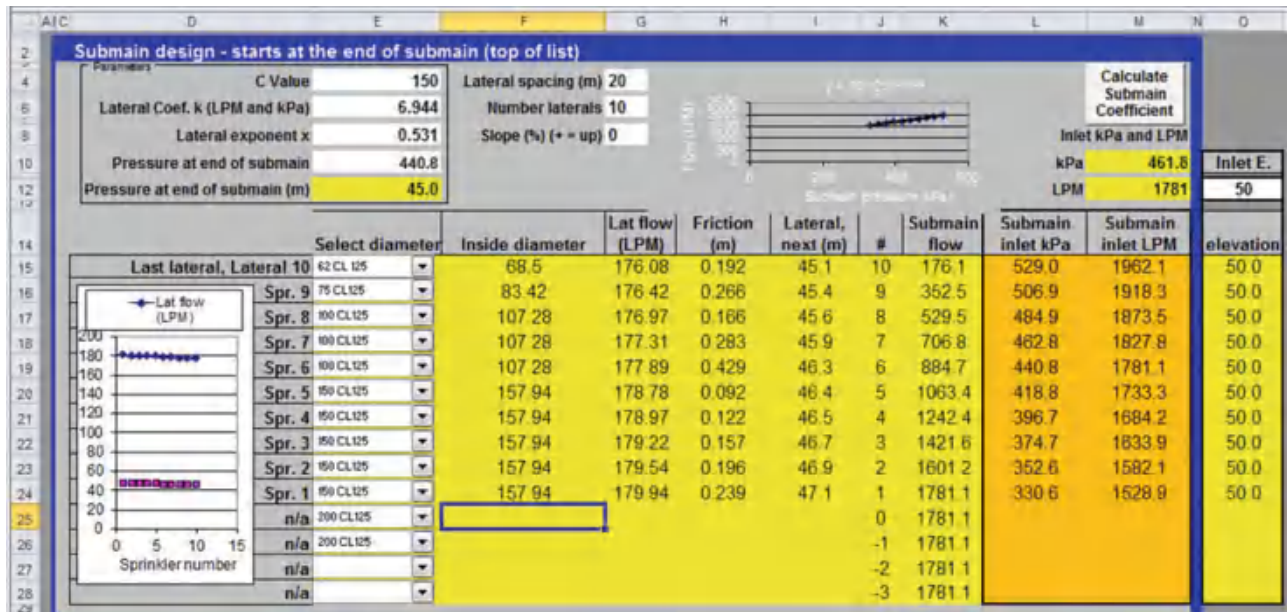 A I C D E F G H I J K L M N O
2 Submain design - starts at the end of submain (top of list)
Parameters
4 C Value 150 Lateral spacing (m) 20
6 Lateral Coef. k (LPM and kPa) 6.944 Number laterals 10
8 Lateral exponent x 0.531 Slope (%) (+ = up) 0
10 Pressure at end of submain 440.8
12 Pressure at end of submain (m) 45.0
Calculate
Submain
Coefficient
Inlet kPa and LPM
kPa 461.8 Inlet E.
LPM 1781 50
Lat flow Friction Lateral, Submain Submain Submain
14 Select diameter Inside diameter (LPM) (m) next (m) # flow inlet kPa inlet LPM elevation
15 Last lateral, Lateral 10 62 CL 125 68.5 176.08 0.192 45.1 10 176.1 529.0 1962.1 50.0
16 Spr. 9 75 CL125 83.42 176.42 0.266 45.4 9 352.5 506.9 1918.3 50.0
17 Spr. 8 100 CL125 107.28 176.97 0.166 45.6 8 529.5 484.9 1873.5 50.0
18 Spr. 7 100 CL125 107.28 177.31 0.283 45.9 7 706.8 462.8 1827.8 50.0
19 Spr. 6 100 CL125 107.28 177.89 0.429 46.3 6 884.7 440.8 1781.1 50.0
20 Spr. 5 150 CL125 157.94 178.78 0.092 46.4 5 1063.4 418.8 1733.3 50.0
21 Spr. 4 150 CL125 157.94 178.97 0.122 46.5 4 1242.4 396.7 1684.2 50.0
22 Spr. 3 150 CL125 157.94 179.22 0.157 46.7 3 1421.6 374.7 1633.9 50.0
23 Spr. 2 150 CL125 157.94 179.54 0.196 46.9 2 1601.2 352.6 1582.1 50.0
24 Spr. 1 150 CL125 157.94 179.94 0.239 47.1 1 1781.1 330.6 1528.9 50.0
25 n/a 200 CL125 0 1781.1
26 n/a 200 CL125 -1 1781.1
27 n/a -2 1781.1
28 n/a -3 1781.1
Lat flow
(LPM)
200
180
160
140
120
100
80
60
40
20
0
0 5 10 15
Sprinkler number